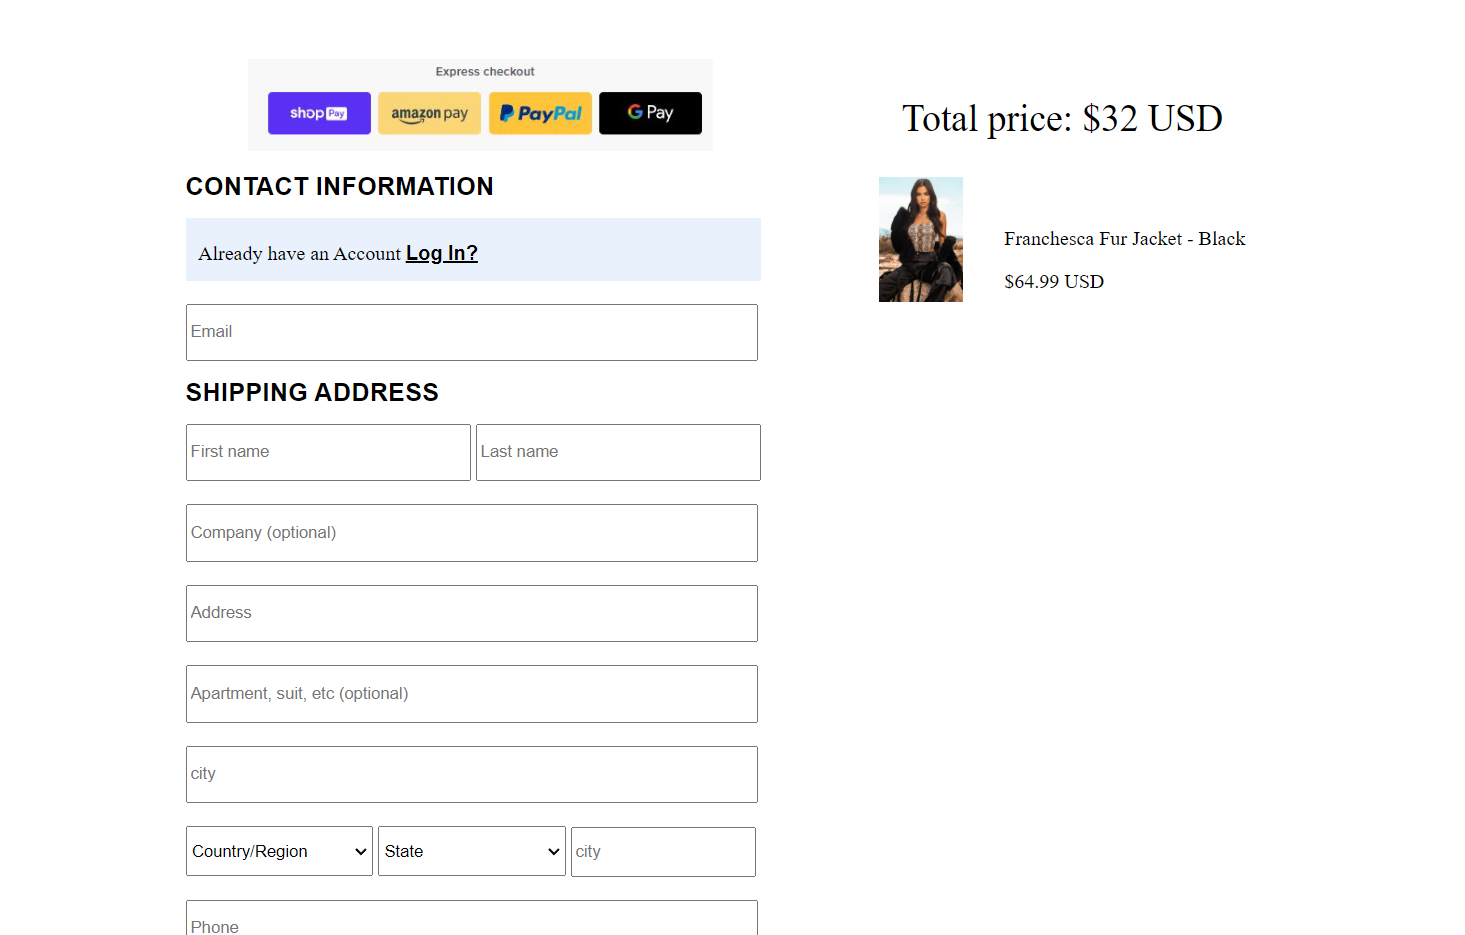 Express checkout
shop Pay
amazon pay
PayPal
G Pay
CONTACT INFORMATION
Already have an Account Log In?
Email
SHIPPING ADDRESS
First name
Last name
Company (optional)
Address
Apartment, suit, etc (optional)
city
Country/Region
State
city
Phone
Total price: $32 USD
Franchesca Fur Jacket - Black
$64.99 USD